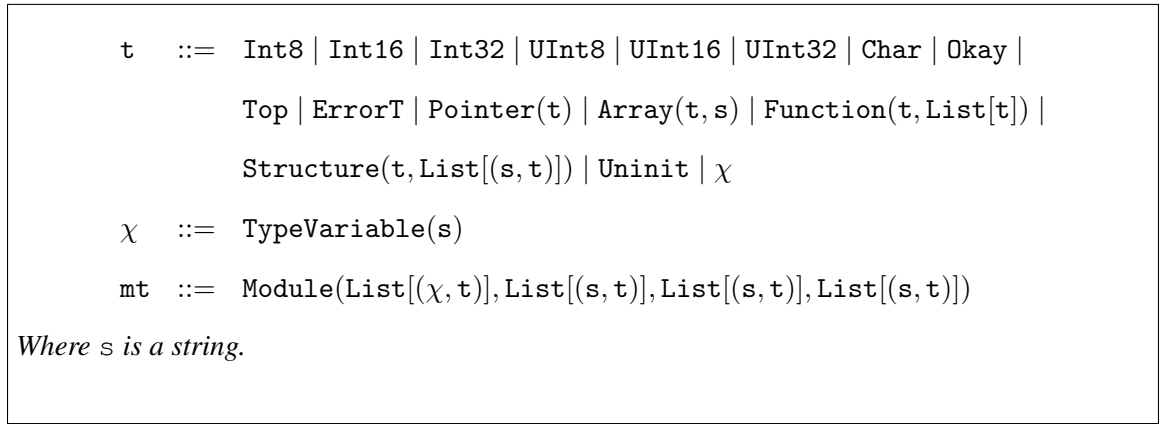 t ::= Int8 | Int16 | Int32 | UInt8 | UInt16 | UInt32 | Char | Okay |
Top | ErrorT | Pointer(t) | Array(t, s) | Function(t, List[t]) |
Structure(t, List[(s, t)]) | Uninit | χ
χ ::= TypeVariable(s)
mt ::= Module(List[(χ, t)], List[(s, t)], List[(s, t)], List[(s, t)])
Where s is a string.